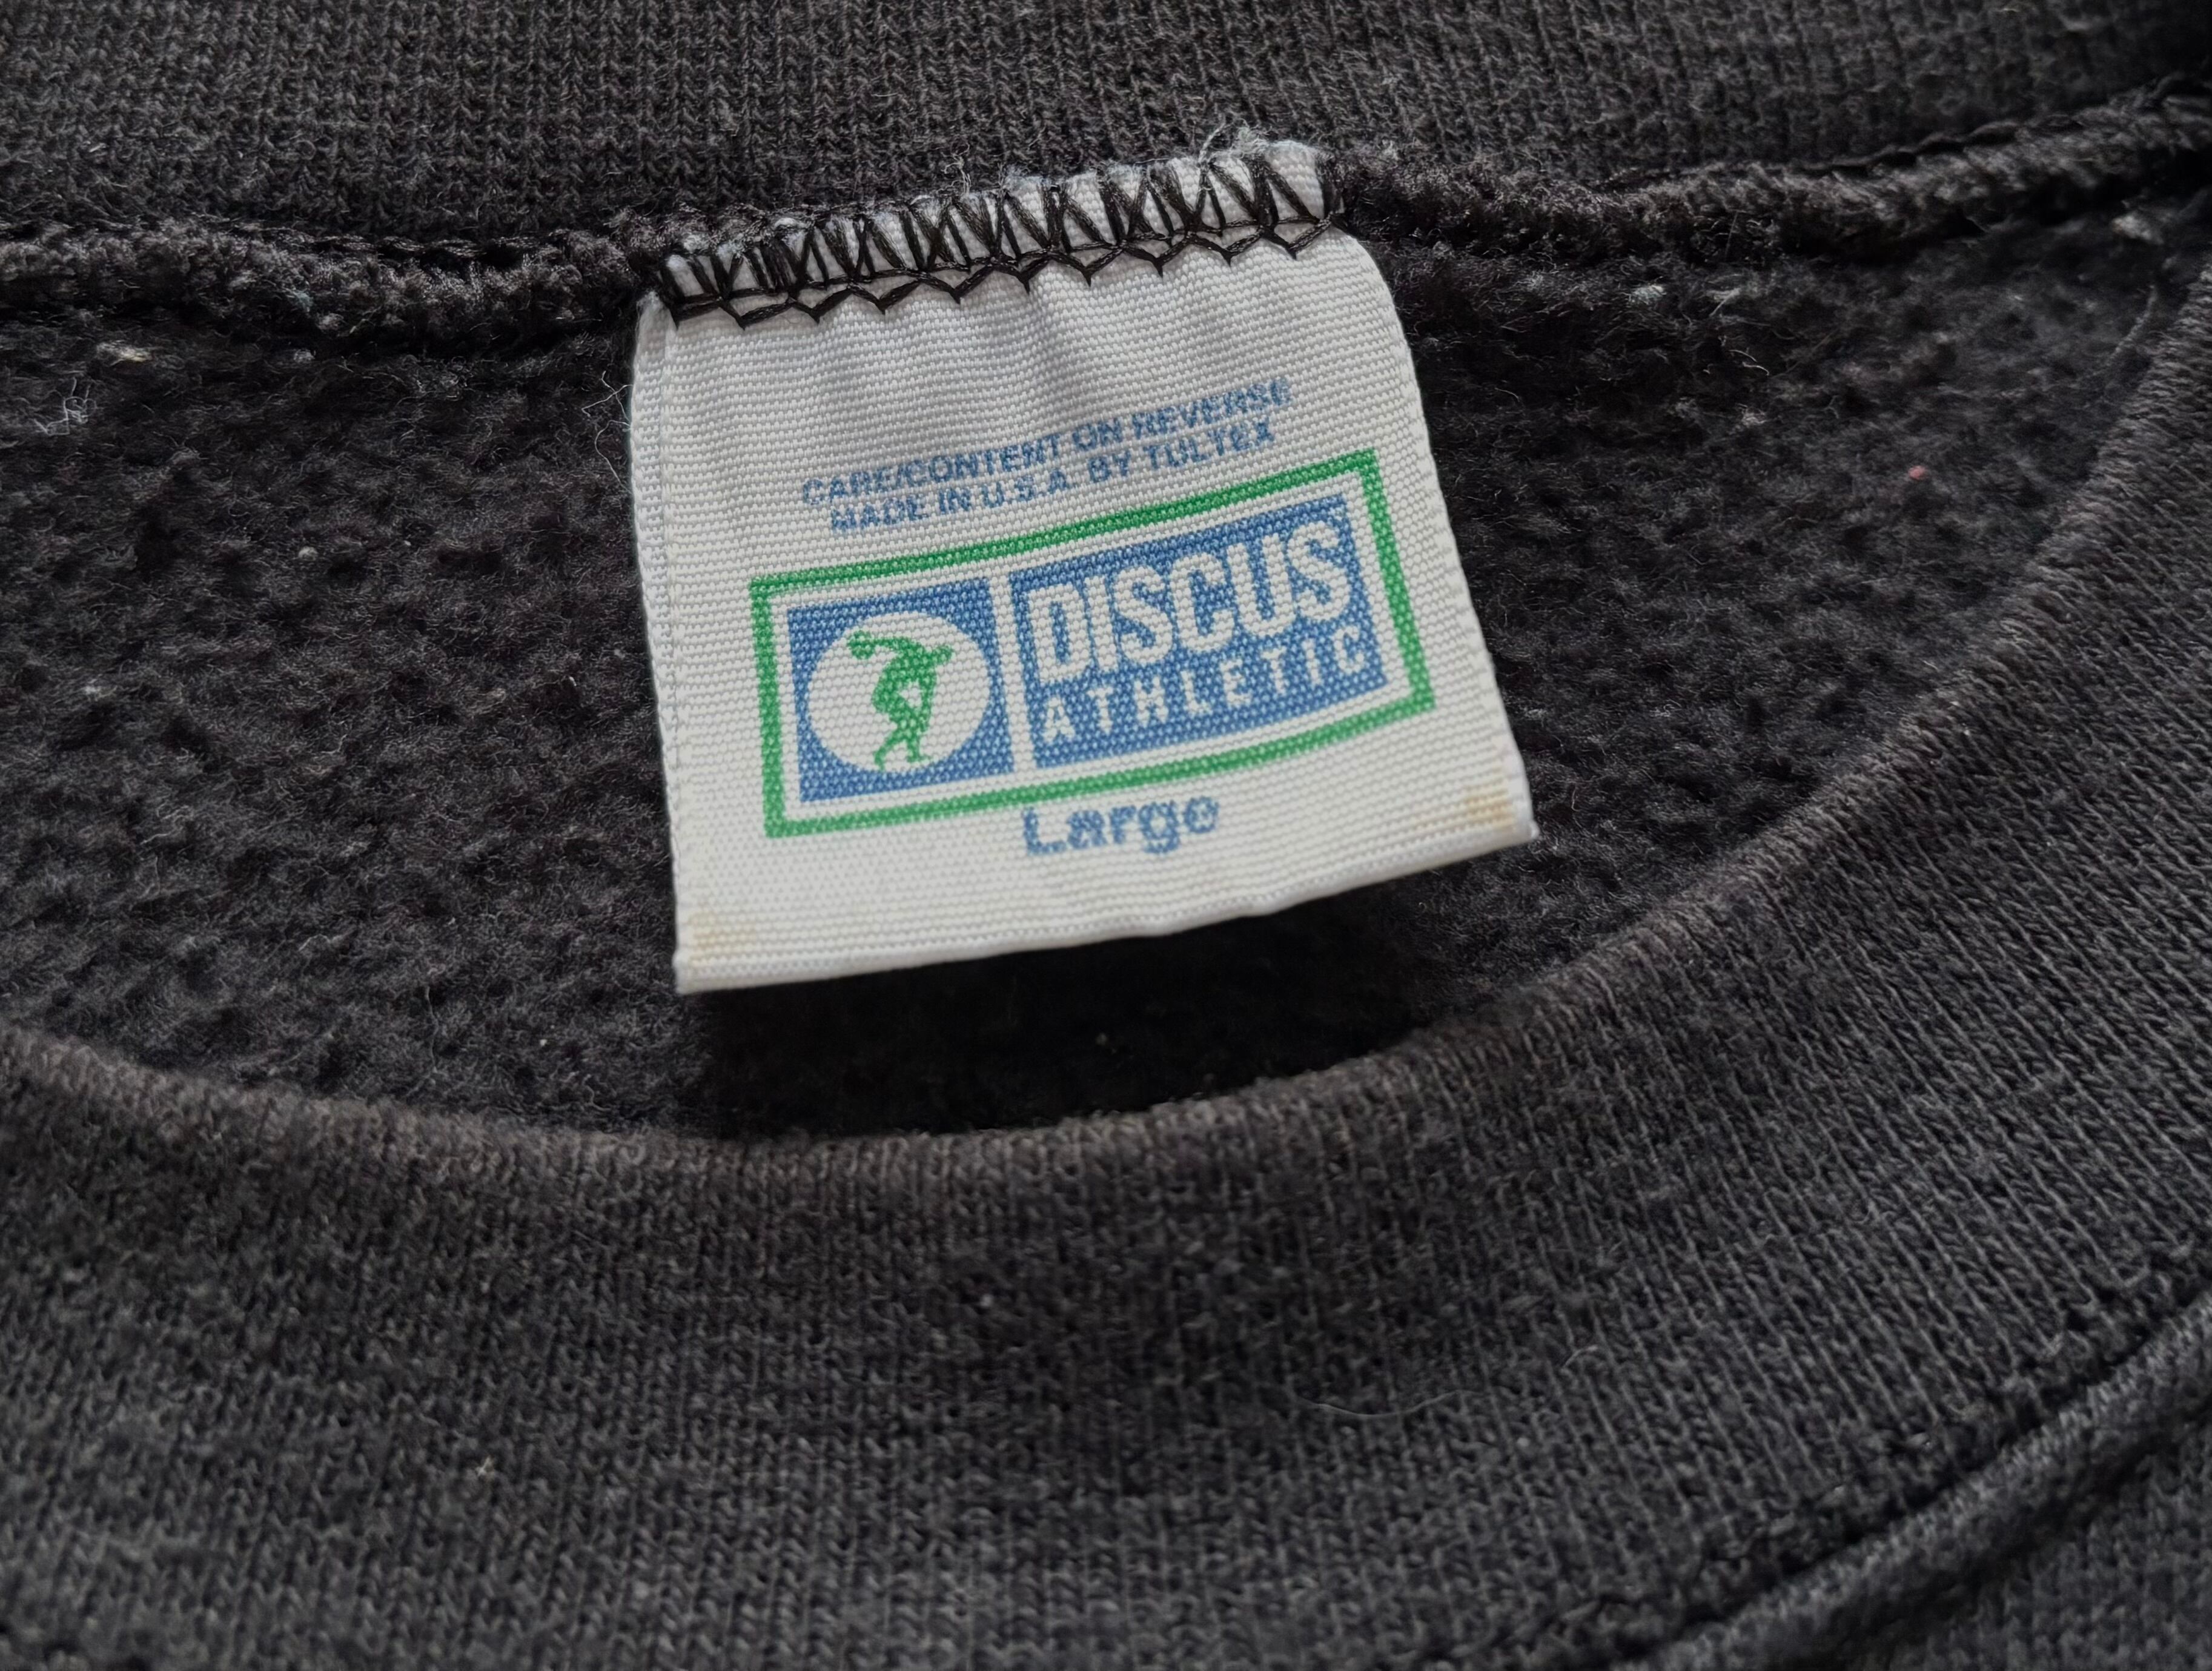 CARE/CONTENT ON REVERSE
MADE IN U.S.A. BY TULTEX
DISCUS
ATHLETIC
Large